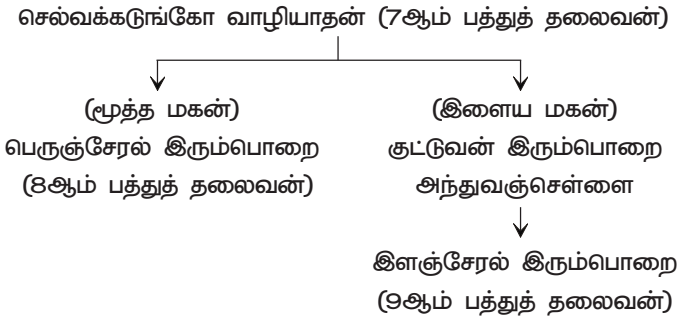 செல்வக்கடுங்கோ வாழியாதன் (7ஆம் பத்துத் தலைவன்)
(மூத்த மகன்)
பெருஞ்சேரல் இரும்பொறை
(8ஆம் பத்துத் தலைவன்)
(இளைய மகன்)
குட்டுவன் இரும்பொறை
அந்துவஞ்செள்ளை
இளஞ்சேரல் இரும்பொறை
(9ஆம் பத்துத் தலைவன்)